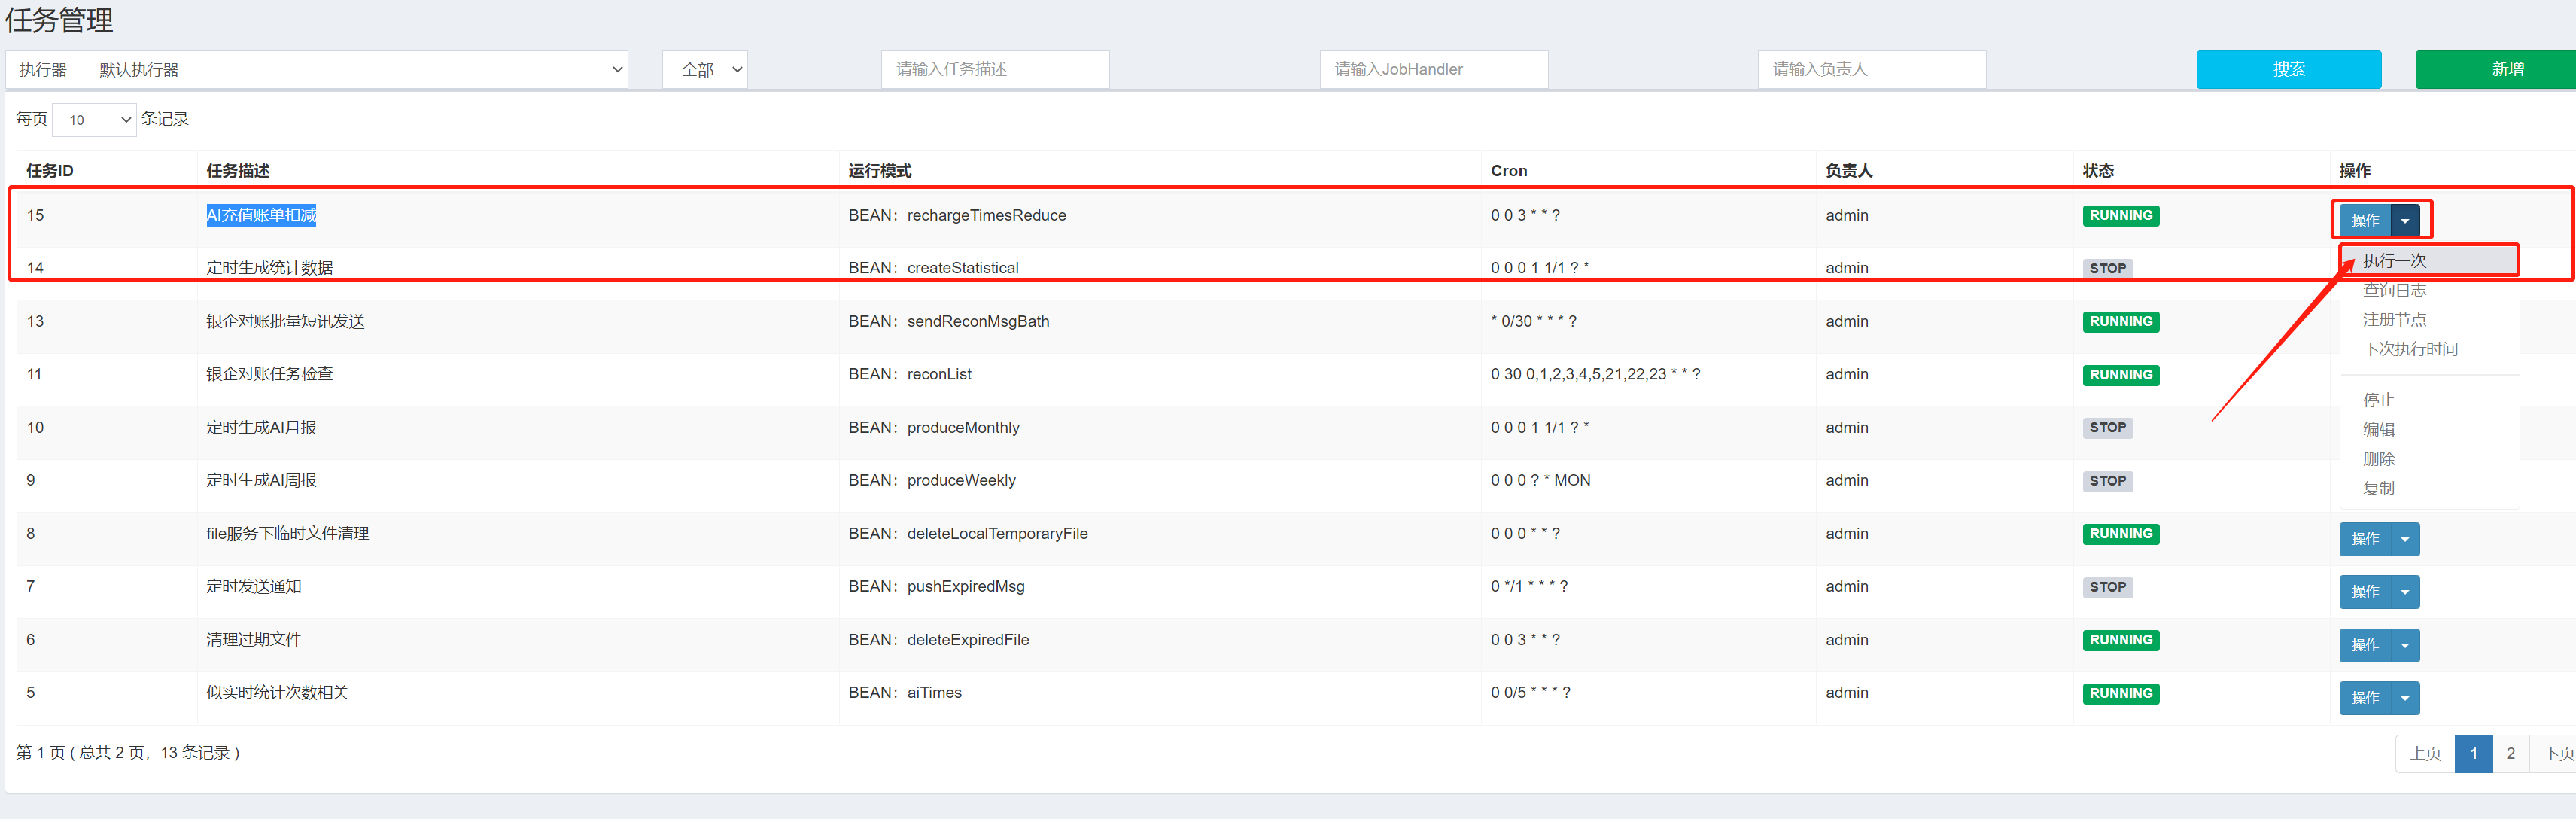 任务管理
执行器 默认执行器 全部 请输入任务描述 请输入JobHandler 请输入负责人 搜索 新增
每页 10 条记录
任务ID 任务描述 运行模式 Cron 负责人 状态 操作
15 AI充值账单扣减 BEAN：rechargeTimesReduce 0 0 3 * * ? admin RUNNING 操作
14 定时生成统计数据 BEAN：createStatistical 0 0 0 1 1/1 ? * admin STOP
执行一次
查询日志
13 银企对账批量短讯发送 BEAN：sendReconMsgBath * 0/30 * * * ? admin RUNNING
注册节点
下次执行时间
11 银企对账任务检查 BEAN：reconList 0 30 0,1,2,3,4,5,21,22,23 * * ? admin RUNNING
停止
10 定时生成AI月报 BEAN：produceMonthly 0 0 0 1 1/1 ? * admin STOP
编辑
删除
9 定时生成AI周报 BEAN：produceWeekly 0 0 0 ? * MON admin STOP
复制
8 file服务下临时文件清理 BEAN：deleteLocalTemporaryFile 0 0 0 * * ? admin RUNNING 操作
7 定时发送通知 BEAN：pushExpiredMsg 0 */1 * * * ? admin STOP 操作
6 清理过期文件 BEAN：deleteExpiredFile 0 0 3 * * ? admin RUNNING 操作
5 似实时统计次数相关 BEAN：aiTimes 0 0/5 * * * ? admin RUNNING 操作
第 1 页 ( 总共 2 页，13 条记录 ) 上页 1 2 下页